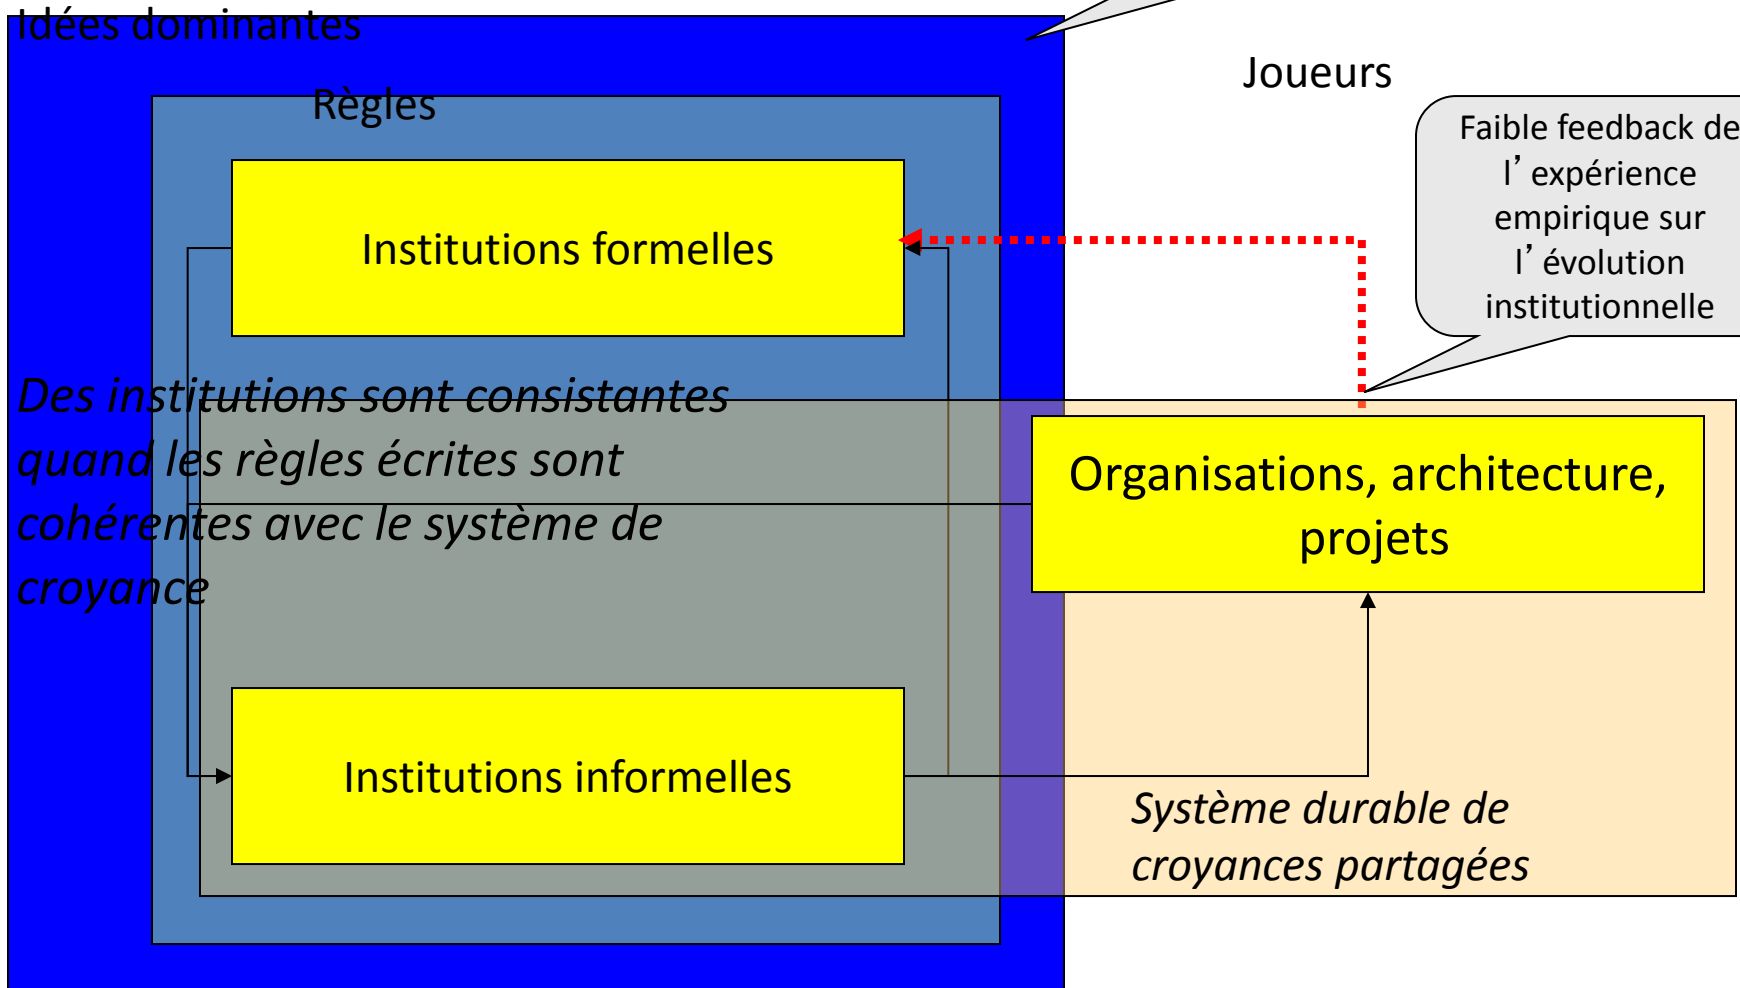 Idées dominantes
Règles
Joueurs
Faible feedback de
l’ expérience
empirique sur
l’ évolution
institutionnelle
Institutions formelles
Des institutions sont consistantes
quand les règles écrites sont
cohérentes avec le système de
croyance
Organisations, architecture,
projets
Institutions informelles
Système durable de
croyances partagées